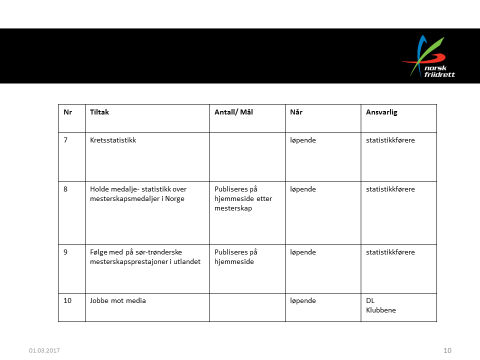 norsk
friidrett
Nr Tiltak Antall/ Mål Når Ansvarlig
7 Kretsstatistikk løpende statistikkførere
8 Holde medalje- statistikk over Publiseres på løpende statistikkførere
mesterskapsmedaljer i Norge hjemmeside etter
mesterskap
9 Følge med på sør-trønderske Publiseres på løpende statistikkførere
mesterskapsprestajoner i utlandet hjemmeside
10 Jobbe mot media løpende DL
Klubbene
01.03.2017 10